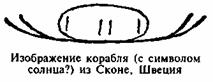 Изображение корабля (с символом
солнца?) из Сконе, Швеция